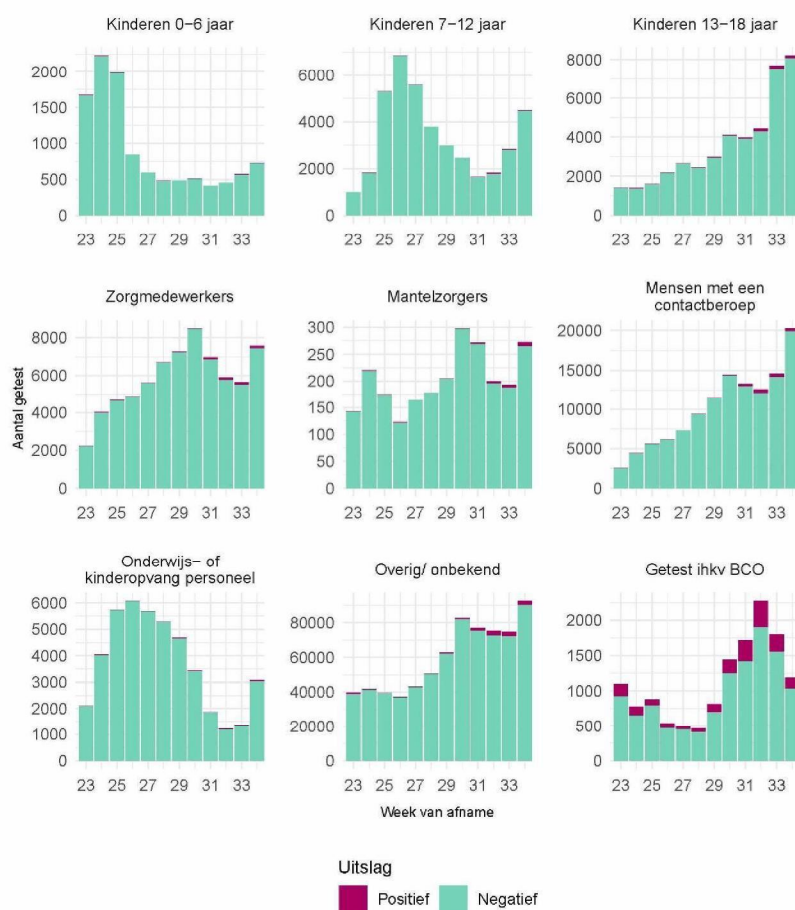 Kinderen 0–6 jaar
Kinderen 7–12 jaar
Kinderen 13–18 jaar
2000
1500
1000
500
0
6000
4000
2000
0
8000
6000
4000
2000
0
23 25 27 29 31 33
23 25 27 29 31 33
23 25 27 29 31 33
Zorgmedewerkers
Mantelzorgers
Mensen met een
contactberoep
Aantal getest
8000
6000
4000
2000
0
300
250
200
150
100
50
0
20000
15000
10000
5000
0
23 25 27 29 31 33
23 25 27 29 31 33
23 25 27 29 31 33
Onderwijs– of
kinderopvang personeel
Overig/ onbekend
Getest ihkv BCO
6000
5000
4000
3000
2000
1000
0
80000
60000
40000
20000
0
2000
1500
1000
500
0
23 25 27 29 31 33
23 25 27 29 31 33
23 25 27 29 31 33
Week van afname
Uitslag
Positief
Negatief